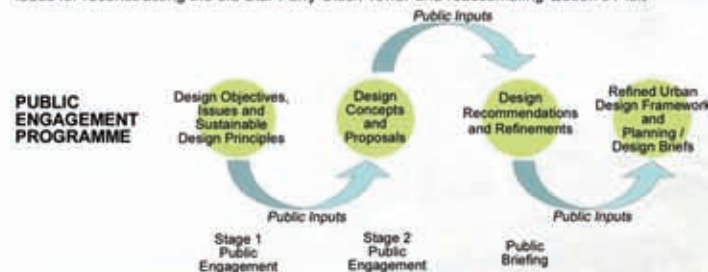 Public Inputs
PUBLIC
ENGAGEMENT
PROGRAMME
Design Objectives,
Issues and
Sustainable
Design Principles
Design
Concepts
and
Proposals
Design
Recommendations
and Refinements
Refined Urban
Design Framework
and
Planning /
Design Briefs
Public Inputs
Public Inputs
Stage 1
Public
Engagement
Stage 2
Public
Engagement
Public
Briefing